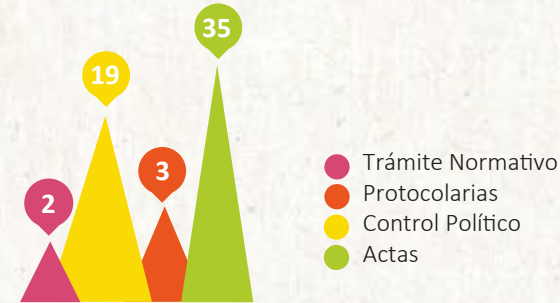 35
19
3
2
Trámite Normativo
Protocolarias
Control Político
Actas